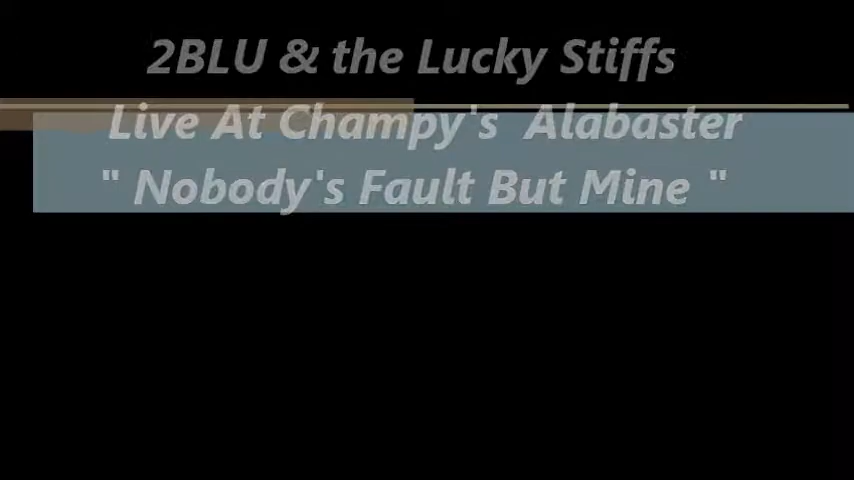 2BLU & the Lucky Stiffs
Live At Champy's Alabaster
" Nobody's Fault But Mine "